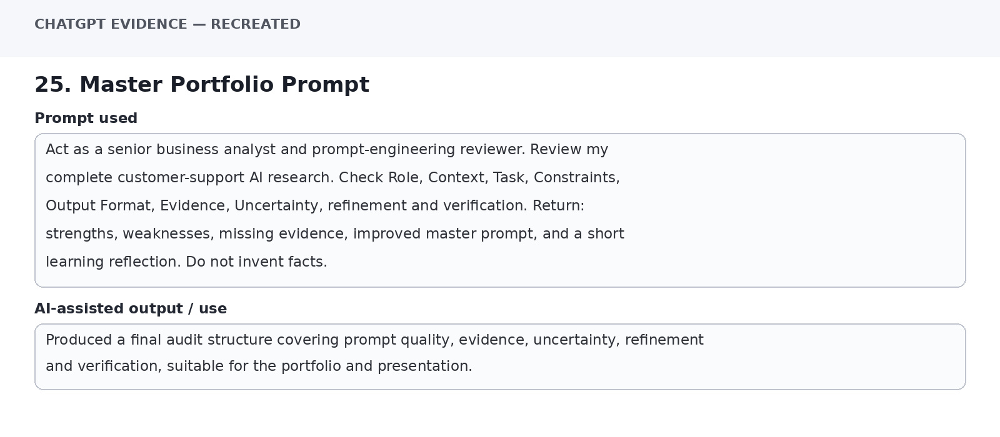 CHATGPT EVIDENCE — RECREATED
25. Master Portfolio Prompt
Prompt used
Act as a senior business analyst and prompt-engineering reviewer. Review my
complete customer-support AI research. Check Role, Context, Task, Constraints,
Output Format, Evidence, Uncertainty, refinement and verification. Return:
strengths, weaknesses, missing evidence, improved master prompt, and a short
learning reflection. Do not invent facts.
AI-assisted output / use
Produced a final audit structure covering prompt quality, evidence, uncertainty, refinement
and verification, suitable for the portfolio and presentation.